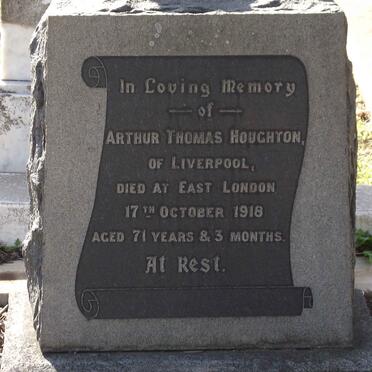 In Loving Memory
of
ARTHUR THOMAS HOUGHTON,
OF LIVERPOOL,
DIED AT EAST LONDON
17TH OCTOBER 1918
AGED 71 YEARS & 3 MONTHS.
At Rest.